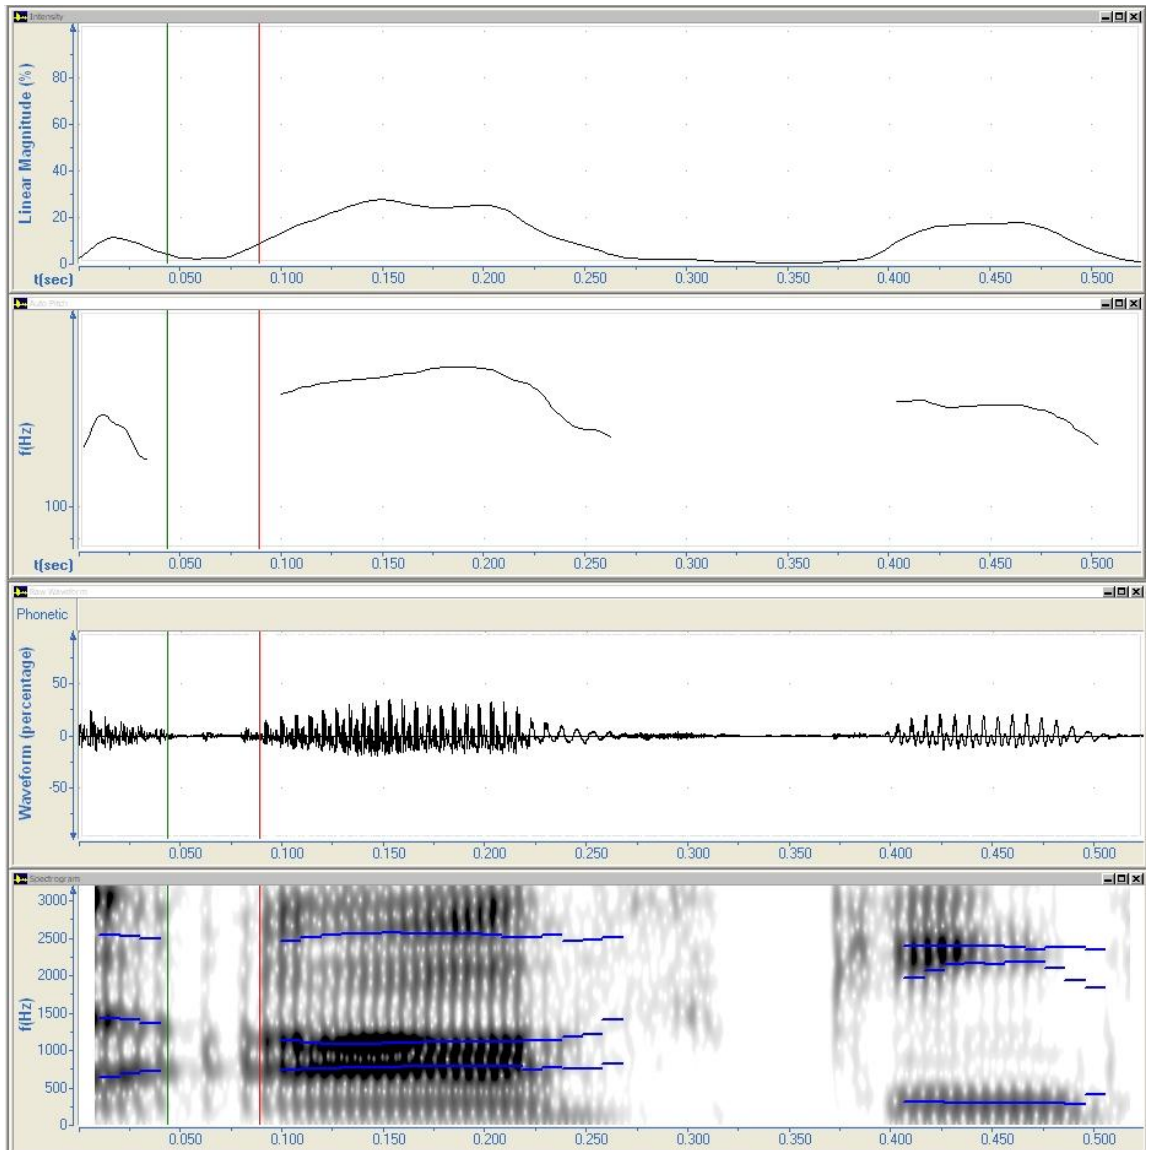 Intensity
Linear Magnitude (%)
80
60
40
20
0
t(sec) 0.050 0.100 0.150 0.200 0.250 0.300 0.350 0.400 0.450 0.500
Auto Pitch
f(Hz)
100
t(sec) 0.050 0.100 0.150 0.200 0.250 0.300 0.350 0.400 0.450 0.500
Raw Waveform
Phonetic
Waveform (percentage)
50
0
-50
0.050 0.100 0.150 0.200 0.250 0.300 0.350 0.400 0.450 0.500
Spectrogram
f(Hz)
3000
2500
2000
1500
1000
500
0
0.050 0.100 0.150 0.200 0.250 0.300 0.350 0.400 0.450 0.500